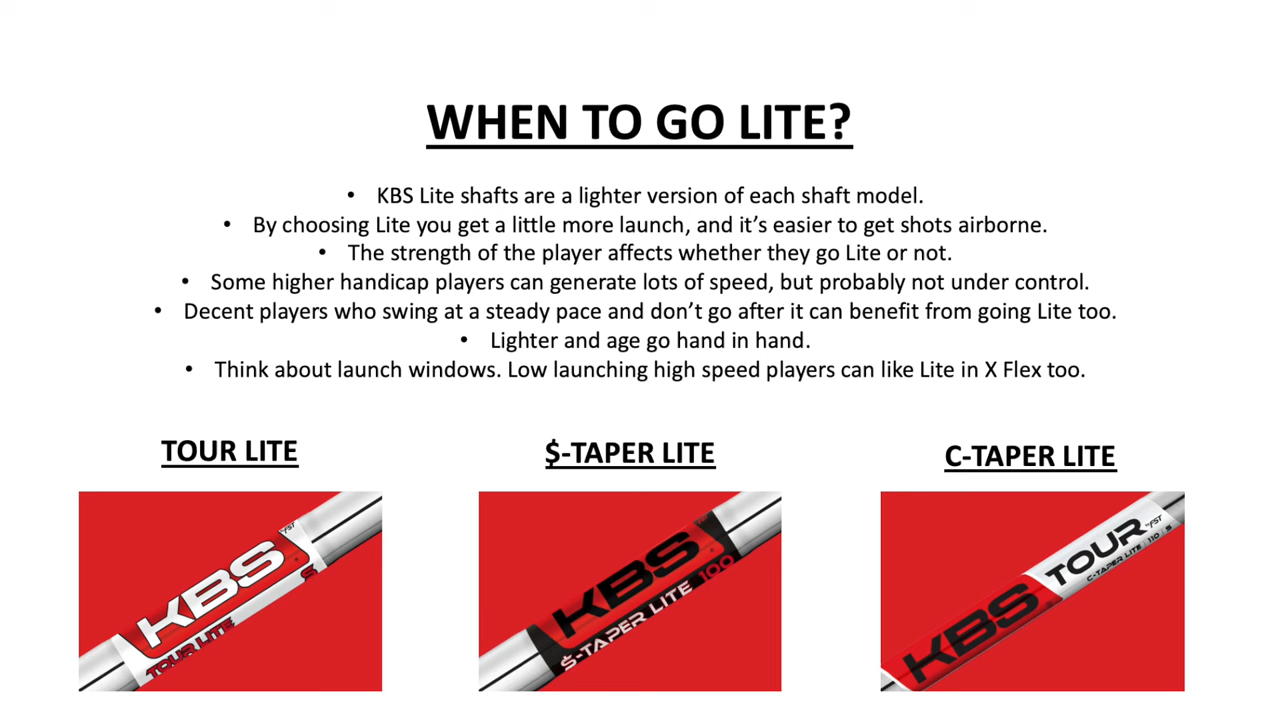 WHEN TO GO LITE?
• KBS Lite shafts are a lighter version of each shaft model.
• By choosing Lite you get a little more launch, and it’s easier to get shots airborne.
• The strength of the player affects whether they go Lite or not.
• Some higher handicap players can generate lots of speed, but probably not under control.
• Decent players who swing at a steady pace and don’t go after it can benefit from going Lite too.
• Lighter and age go hand in hand.
• Think about launch windows. Low launching high speed players can like Lite in X Flex too.
TOUR LITE
$-TAPER LITE
C-TAPER LITE
KBS
FST
TOUR LITE
S
KBS
$-TAPER LITE 100
KBS TOUR
FST
C-TAPER LITE | 110 | S